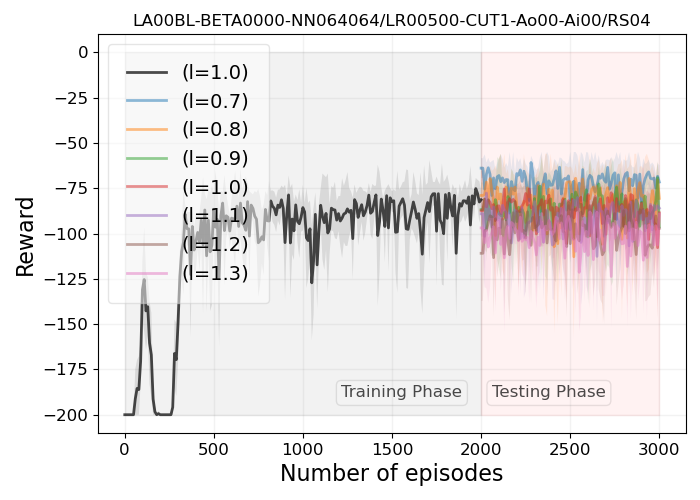 LA00BL-BETA0000-NN064064/LR00500-CUT1-Ao00-Ai00/RS04
Reward
0
−25
−50
−75
−100
−125
−150
−175
−200
(l=1.0)
(l=0.7)
(l=0.8)
(l=0.9)
(l=1.0)
(l=1.1)
(l=1.2)
(l=1.3)
Training Phase
Testing Phase
0
500
1000
1500
2000
2500
3000
Number of episodes